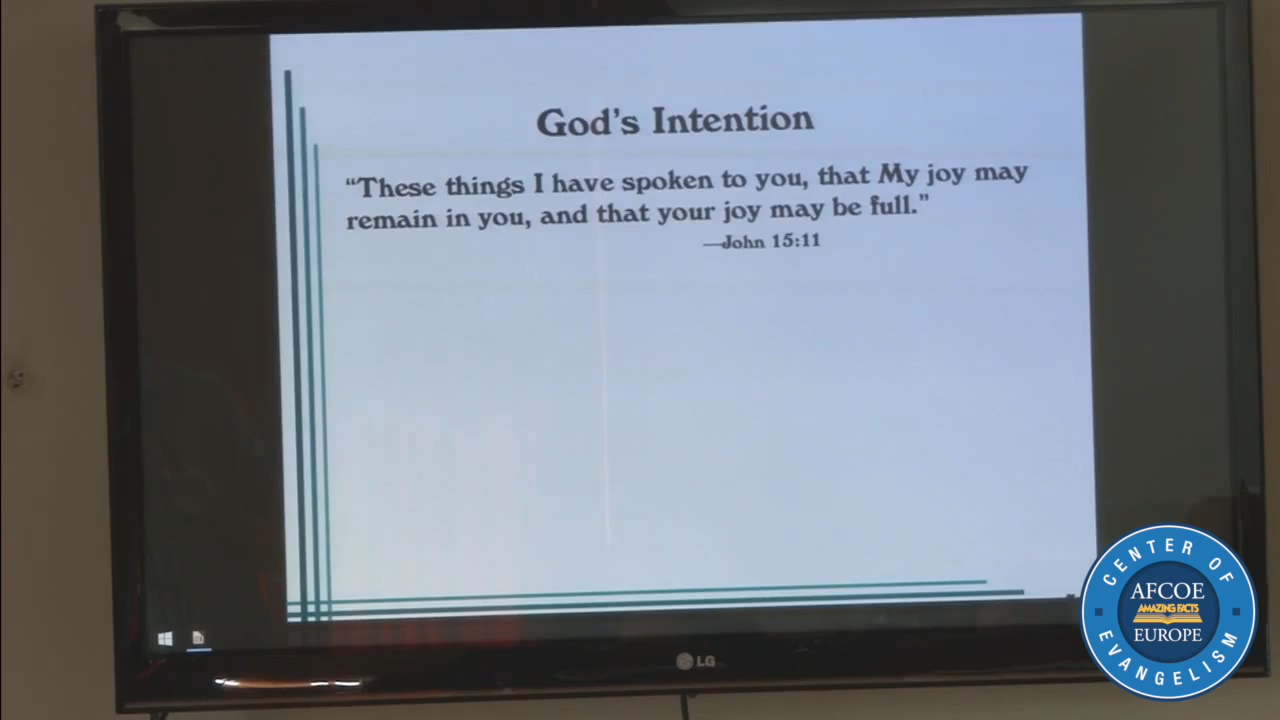 God's Intention
“These things I have spoken to you, that My joy may
remain in you, and that your joy may be full.”
—John 15:11
LG
CENTER OF
AFCOE
AMAZING FACTS
EUROPE
EVANGELISM